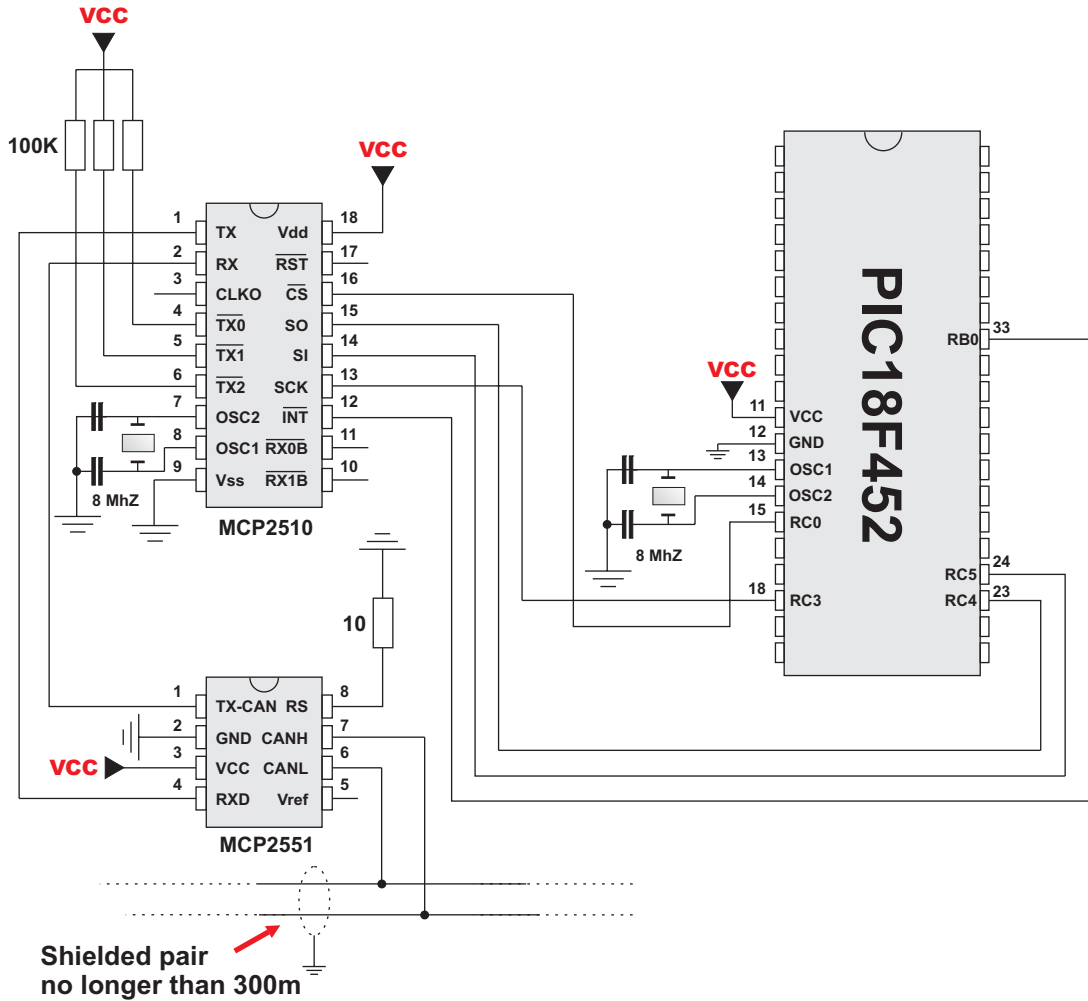 VCC
100K
VCC
1 TX Vdd 18
2 RX RST 17
3 CLKO CS 16
4 TX0 SO 15
5 TX1 SI 14
6 TX2 SCK 13
7 OSC2 INT 12
8 OSC1 RX0B 11
9 Vss RX1B 10
8 MhZ
MCP2510
10
1 TX-CAN RS 8
2 GND CANH 7
3 VCC CANL 6
4 RXD Vref 5
VCC
MCP2551
Shielded pair
no longer than 300m
PIC18F452
RB0 33
VCC
11 VCC
12 GND
13 OSC1
14 OSC2
15 RC0
8 MhZ
RC5 24
18 RC3 RC4 23